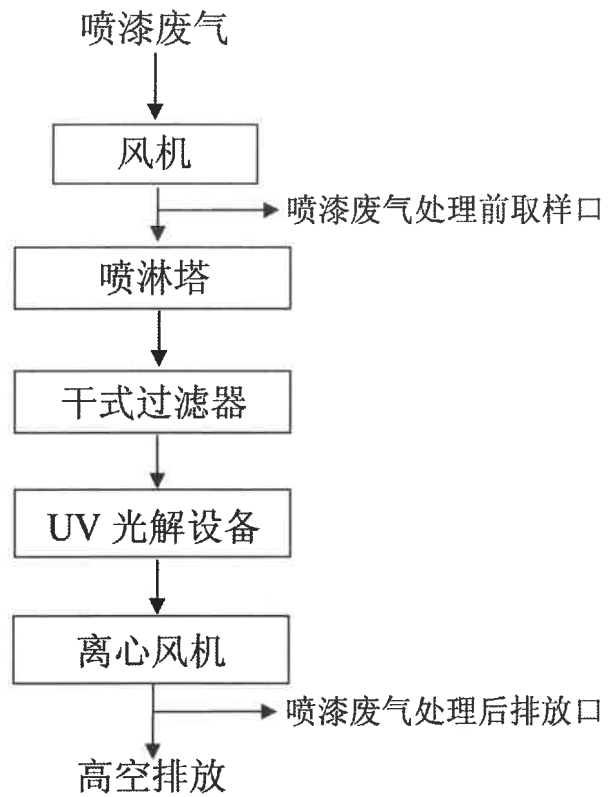 喷漆废气
风机
喷漆废气处理前取样口
喷淋塔
干式过滤器
UV 光解设备
离心风机
喷漆废气处理后排放口
高空排放